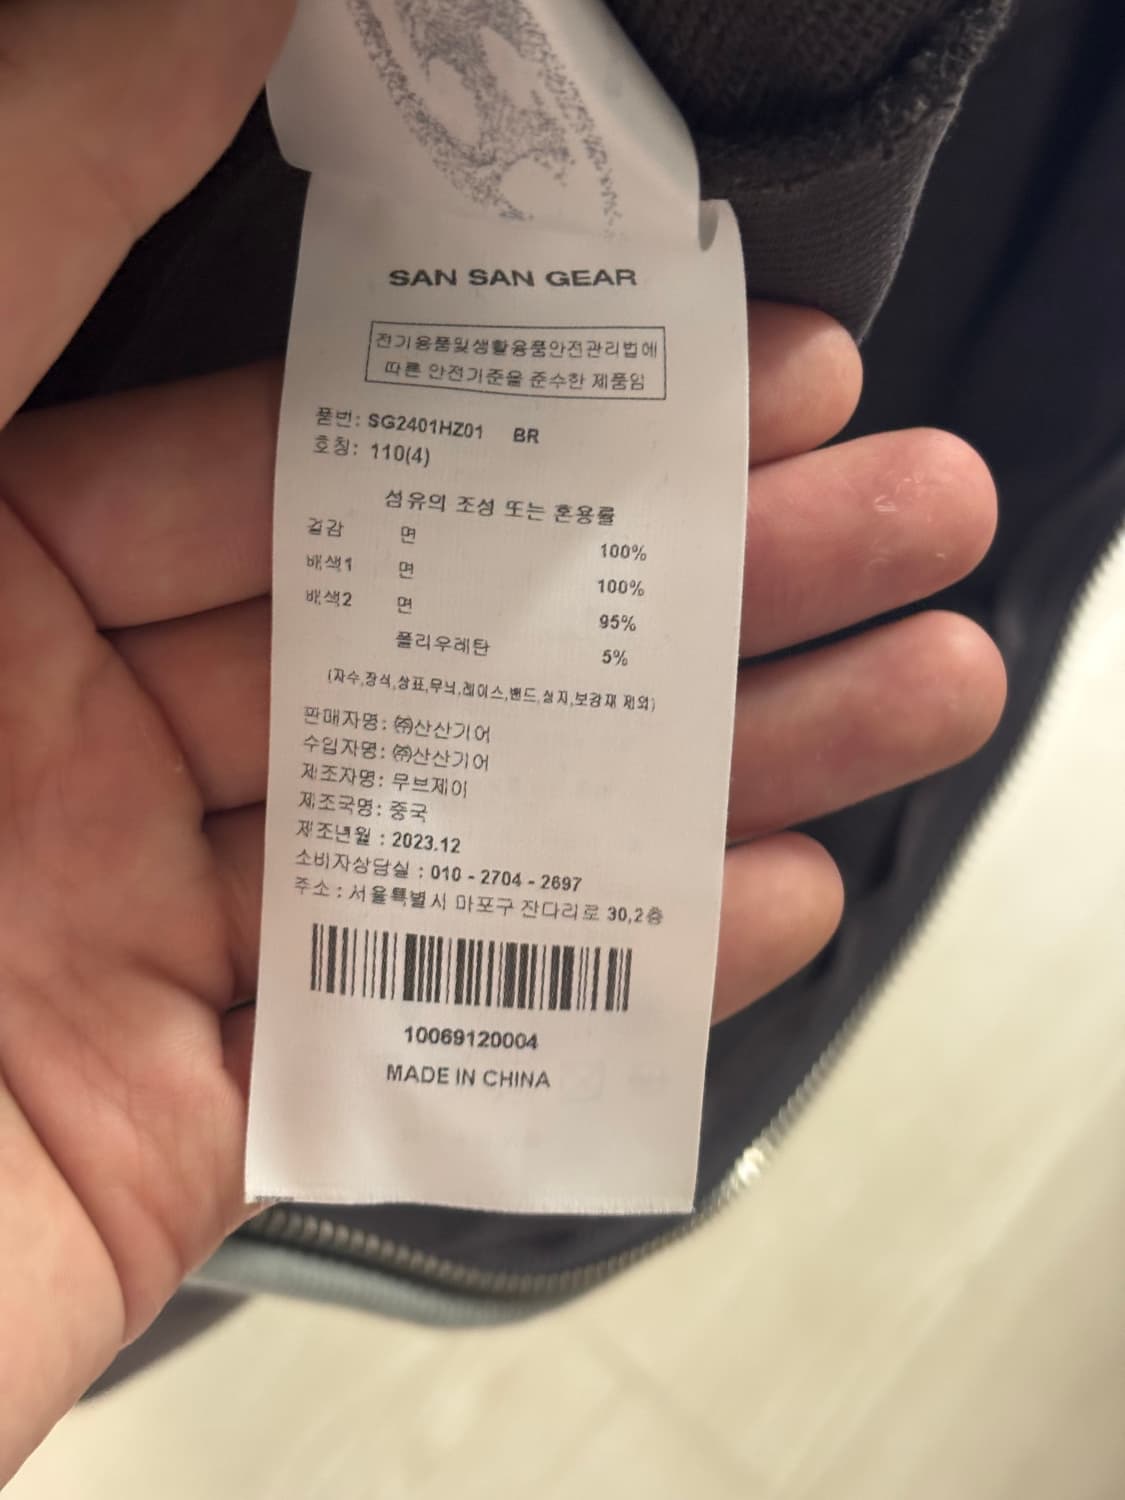 SAN SAN GEAR
전기용품및생활용품안전관리법에
따른 안전기준을 준수한 제품임
품번: SG2401HZ01 BR
호칭: 110(4)
섬유의 조성 또는 혼용률
겉감 면 100%
배색1 면 100%
배색2 면 95%
폴리우레탄 5%
(자수,장식,상표,무늬,레이스,밴드,심지,보강재 제외)
판매자명: ㈜산산기어
수입자명: ㈜산산기어
제조자명: 무브제이
제조국명: 중국
제조년월 : 2023.12
소비자상담실 : 010 - 2704 - 2697
주소 : 서울특별시 마포구 잔다리로 30,2층
10069120004
MADE IN CHINA